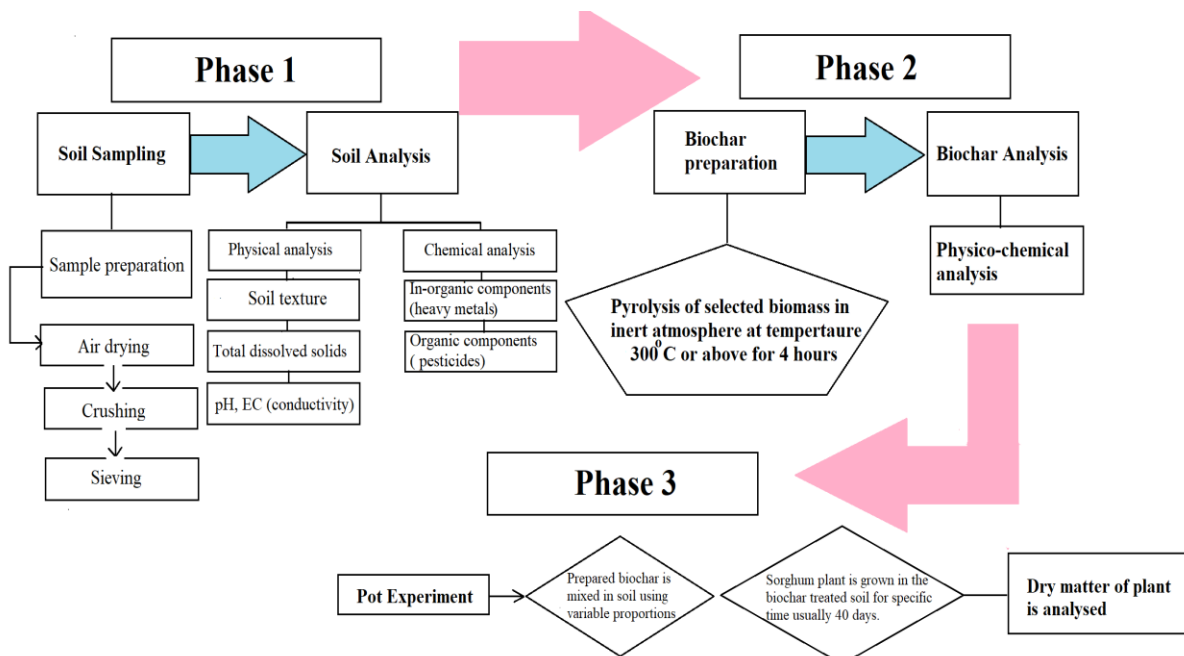 Phase 1
Soil Sampling
Soil Analysis
Sample preparation
Air drying
Crushing
Sieving
Physical analysis
Soil texture
Total dissolved solids
pH, EC (conductivity)
Chemical analysis
In-organic components
(heavy metals)
Organic components
( pesticides)
Phase 2
Biochar
preparation
Biochar Analysis
Pyrolysis of selected biomass in
inert atmosphere at tempertaure
300°C or above for 4 hours
Physico-chemical
analysis
Phase 3
Pot Experiment
Prepared biochar is
mixed in soil using
variable proportions
Sorghum plant is grown in the
biochar treated soil for specific
time usually 40 days.
Dry matter of plant
is analysed